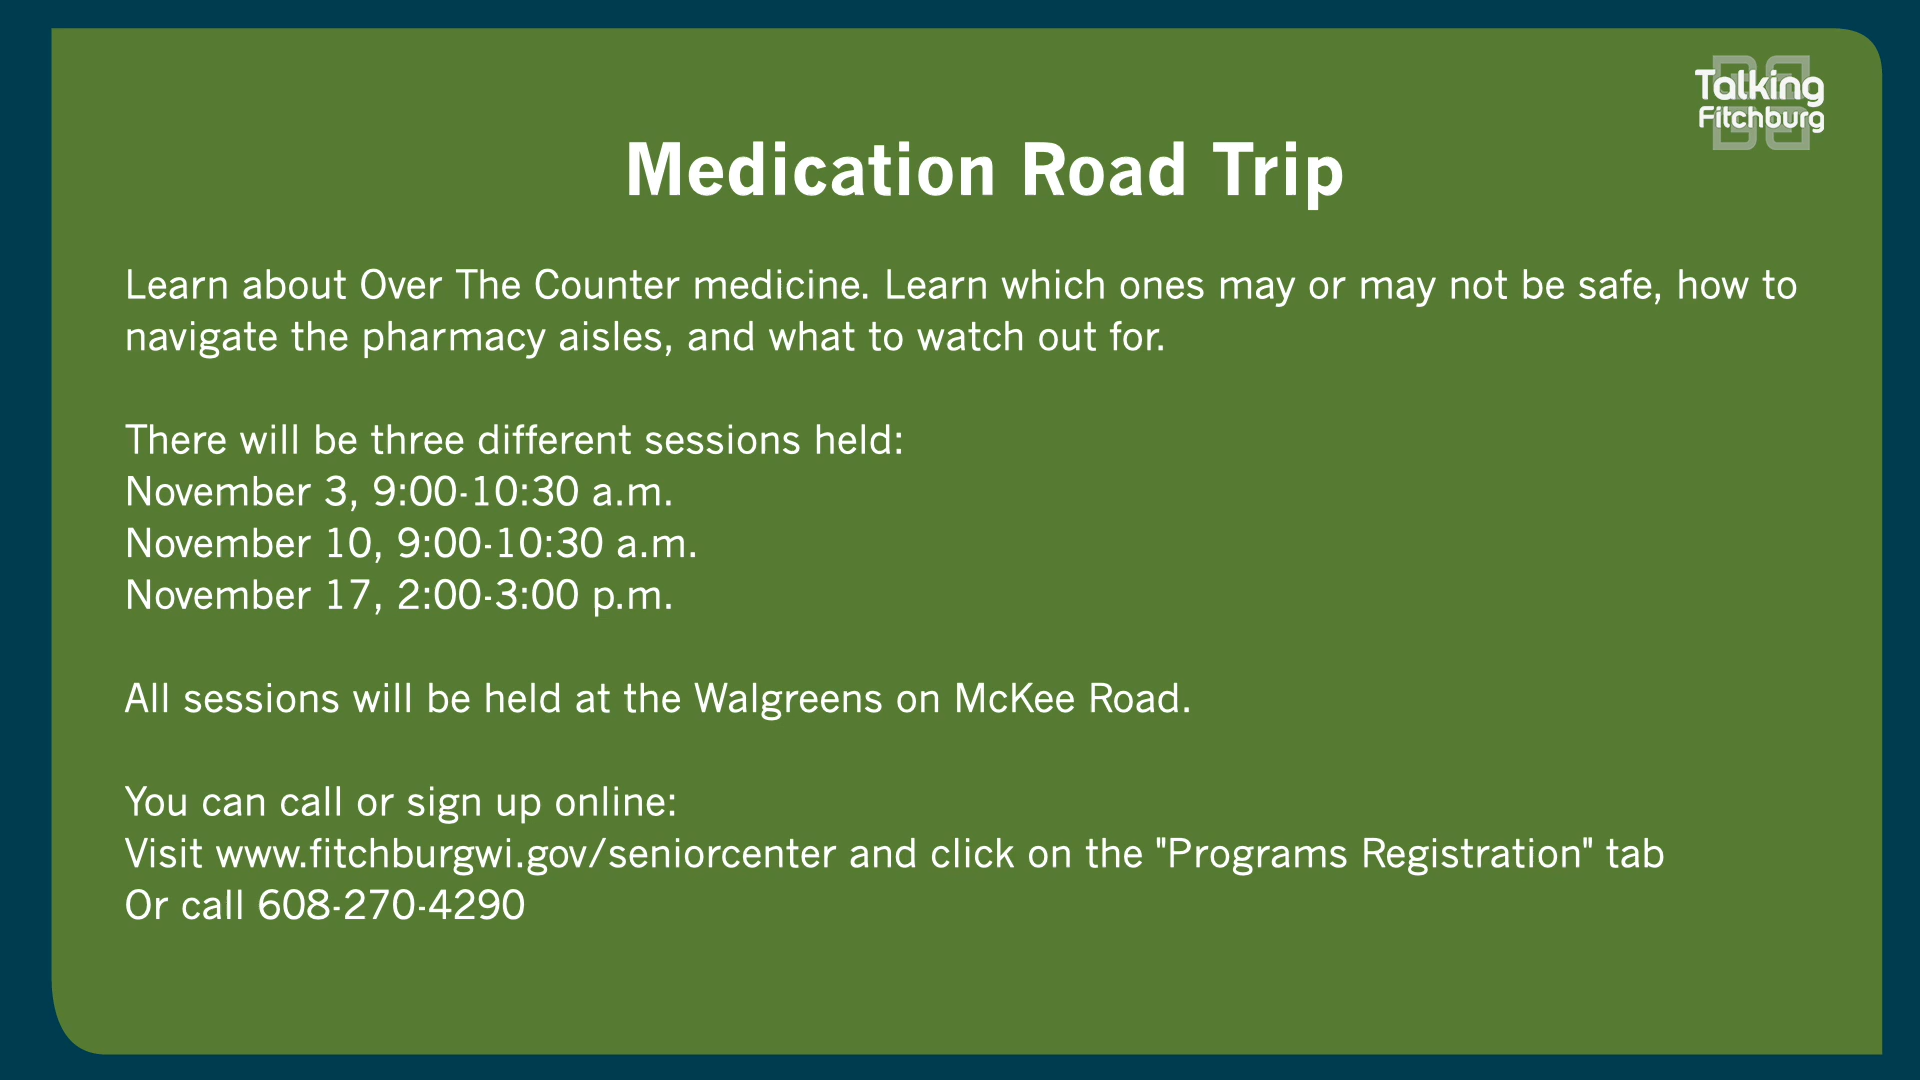 Talking
Fitchburg
Medication Road Trip
Learn about Over The Counter medicine. Learn which ones may or may not be safe, how to
navigate the pharmacy aisles, and what to watch out for.
There will be three different sessions held:
November 3, 9:00-10:30 a.m.
November 10, 9:00-10:30 a.m.
November 17, 2:00-3:00 p.m.
All sessions will be held at the Walgreens on McKee Road.
You can call or sign up online:
Visit www.fitchburgwi.gov/seniorcenter and click on the "Programs Registration" tab
Or call 608-270-4290